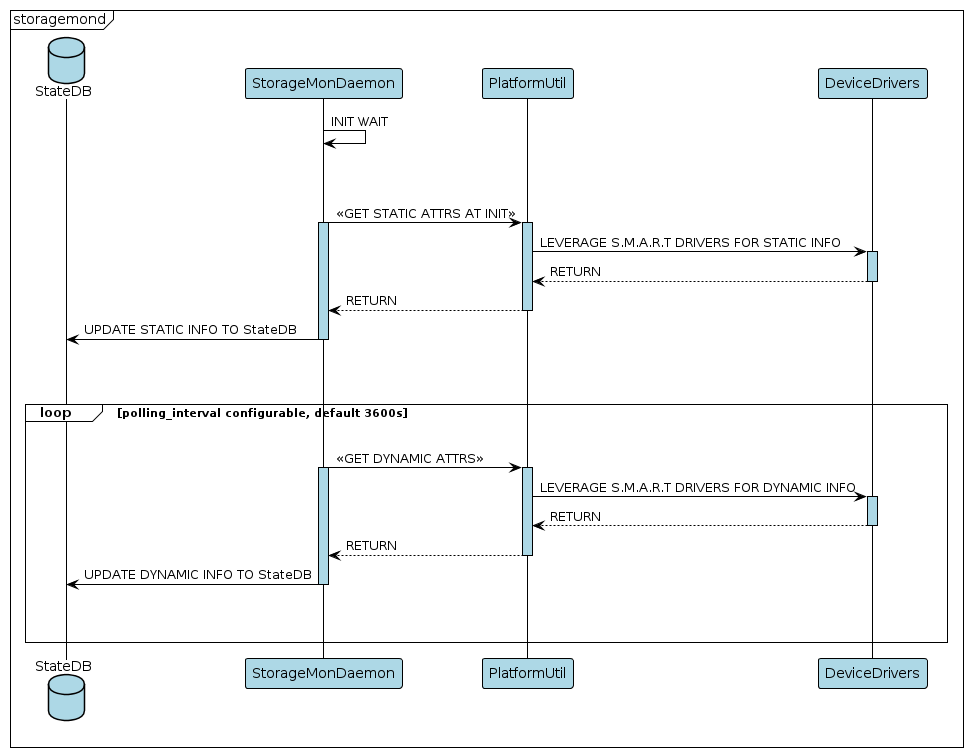 storagemond
StateDB
StorageMonDaemon
PlatformUtil
DeviceDrivers
INIT WAIT
«GET STATIC ATTRS AT INIT»
LEVERAGE S.M.A.R.T DRIVERS FOR STATIC INFO
RETURN
RETURN
UPDATE STATIC INFO TO StateDB
loop [polling_interval configurable, default 3600s]
«GET DYNAMIC ATTRS»
LEVERAGE S.M.A.R.T DRIVERS FOR DYNAMIC INFO
RETURN
RETURN
UPDATE DYNAMIC INFO TO StateDB
StateDB
StorageMonDaemon
PlatformUtil
DeviceDrivers